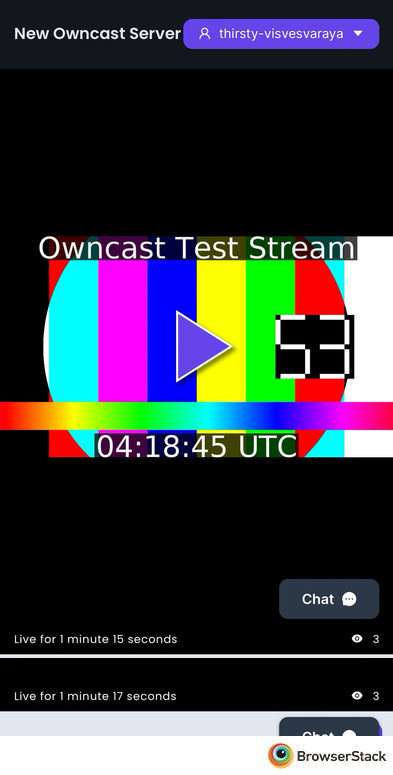 New Owncast Server
thirsty-visvesvaraya
Owncast Test Stream
53
04:18:45 UTC
Chat
Live for 1 minute 15 seconds
3
Live for 1 minute 17 seconds
3
Chat
BrowserStack